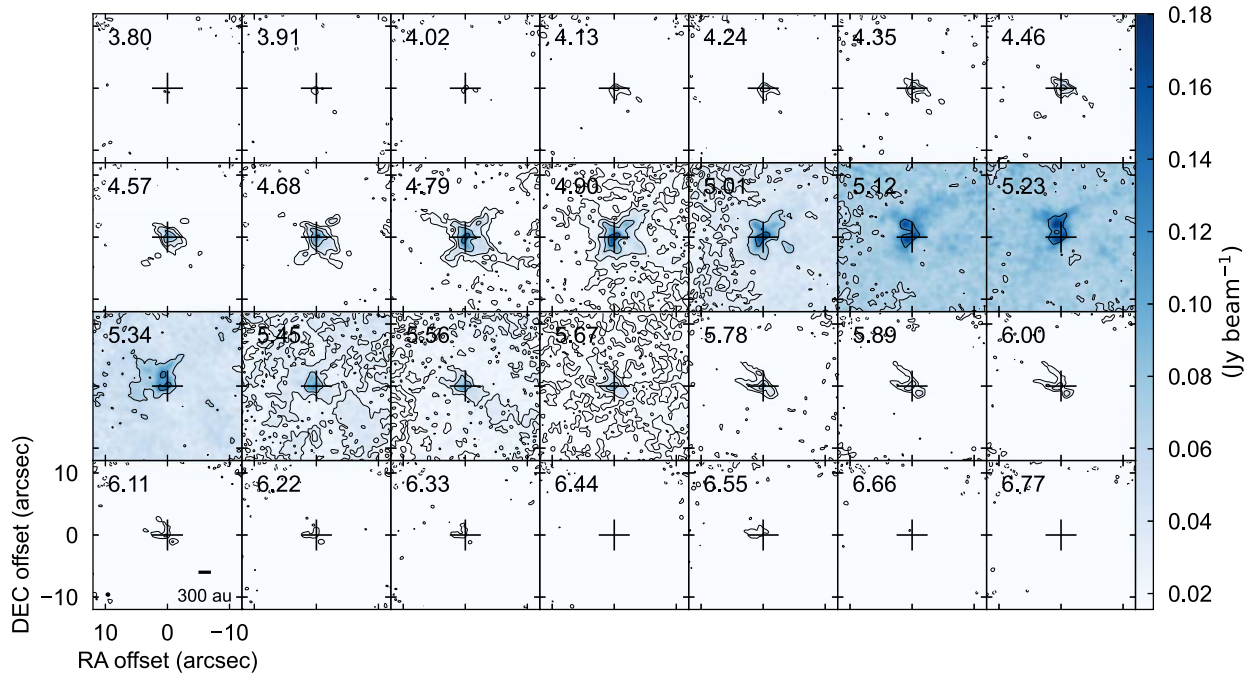 3.80 3.91 4.02 4.13 4.24 4.35 4.46
4.57 4.68 4.79 4.90 5.01 5.12 5.23
5.34 5.45 5.56 5.67 5.78 5.89 6.00
6.11 6.22 6.33 6.44 6.55 6.66 6.77
300 au
10
0
−10
DEC offset (arcsec)
10 0 −10
RA offset (arcsec)
0.18
0.16
0.14
0.12
0.10
0.08
0.06
0.04
0.02
(Jy beam⁻¹)